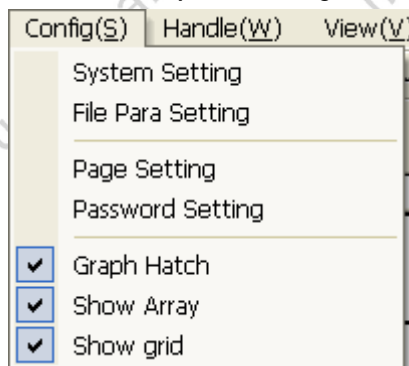 Config(S) Handle(W) View(V)
System Setting
File Para Setting
Page Setting
Password Setting
Graph Hatch
Show Array
Show grid